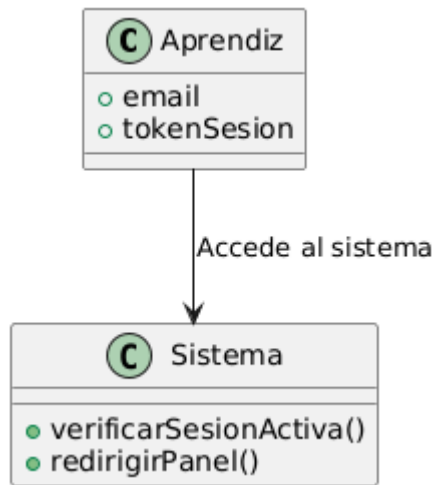 C Aprendiz
email
tokenSesion
Accede al sistema
C Sistema
verificarSesionActiva()
redirigirPanel()